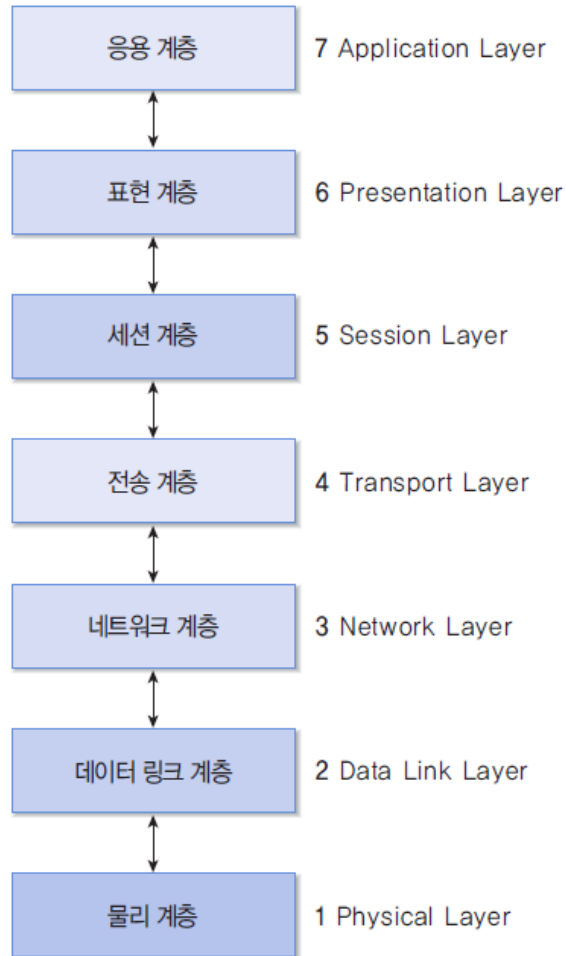 응용 계층
7 Application Layer
표현 계층
6 Presentation Layer
세션 계층
5 Session Layer
전송 계층
4 Transport Layer
네트워크 계층
3 Network Layer
데이터 링크 계층
2 Data Link Layer
물리 계층
1 Physical Layer